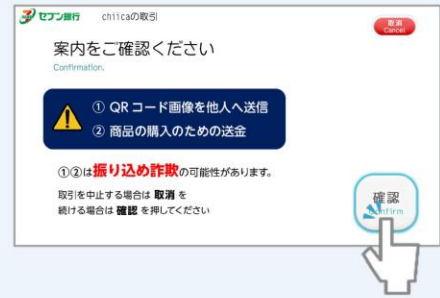 セブン銀行 chiicaの取引
取消
Cancel
案内をご確認ください
Confirmation.
① QRコード画像を他人へ送信
② 商品の購入のための送金
①②は振り込め詐欺の可能性があります。
取引を中止する場合は 取消 を
続ける場合は 確認 を押してください
確認
Confirm